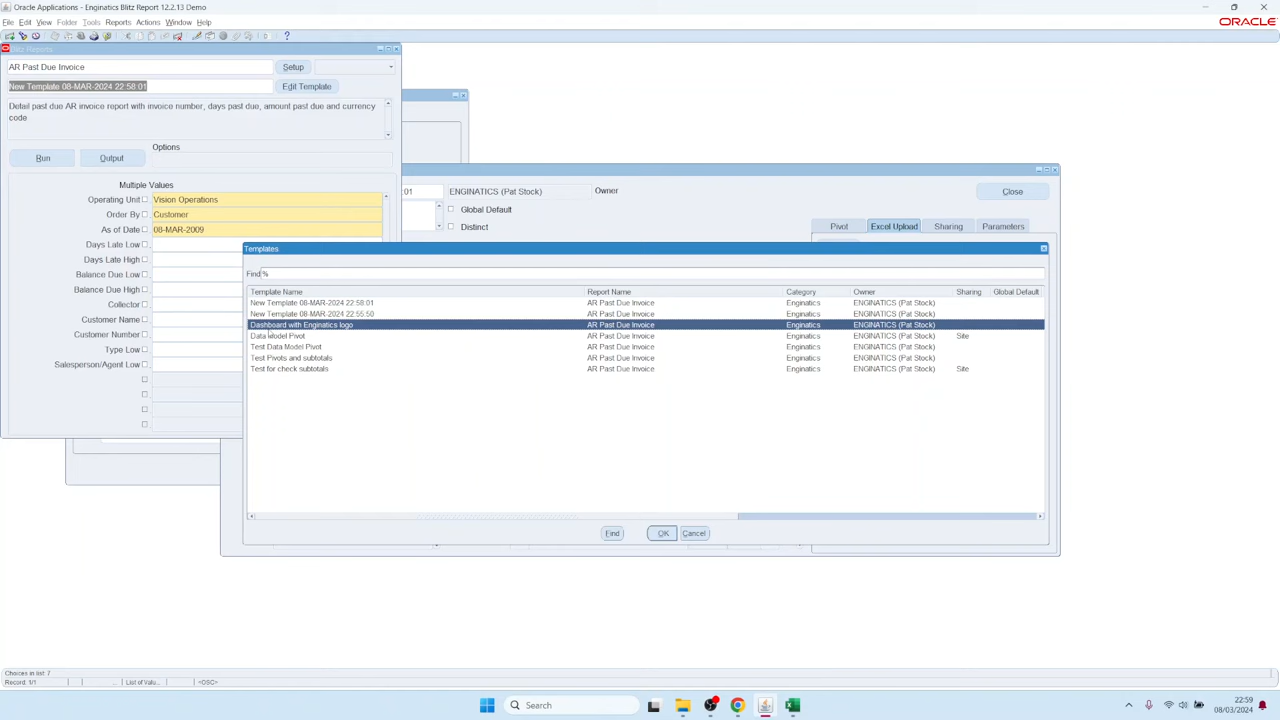 Oracle Applications - Enginatics Blitz Report 12.2.13 Demo
File Edit View Folder Tools Reports Actions Window Help
ORACLE
Blitz Reports
AR Past Due Invoice
Setup
New Template 08-MAR-2024 22:58:01
Edit Template
Detail past due AR invoice report with invoice number, days past due, amount past due and currency
code
Options
Run
Output
Multiple Values
Operating Unit Vision Operations
Order By Customer
As of Date 08-MAR-2009
Days Late Low
Days Late High
Balance Due Low
Balance Due High
Collector
Customer Name
Customer Number
Type Low
Salesperson/Agent Low
:01 ENGINATICS (Pat Stock) Owner
Close
Global Default
Distinct
Pivot Excel Upload Sharing Parameters
Templates
Find %
Template Name Report Name Category Owner Sharing Global Default
New Template 08-MAR-2024 22:58:01 AR Past Due Invoice Enginatics ENGINATICS (Pat Stock)
New Template 08-MAR-2024 22:55:50 AR Past Due Invoice Enginatics ENGINATICS (Pat Stock)
Dashboard with Enginatics logo AR Past Due Invoice Enginatics ENGINATICS (Pat Stock)
Data Model Pivot AR Past Due Invoice Enginatics ENGINATICS (Pat Stock) Site
Test Data Model Pivot AR Past Due Invoice Enginatics ENGINATICS (Pat Stock)
Test Pivots and subtotals AR Past Due Invoice Enginatics ENGINATICS (Pat Stock)
Test for check subtotals AR Past Due Invoice Enginatics ENGINATICS (Pat Stock) Site
Find OK Cancel
Choices in list: 7
Record: 1/1 ... List of Valu... <OSC>
Search
22:59
08/03/2024